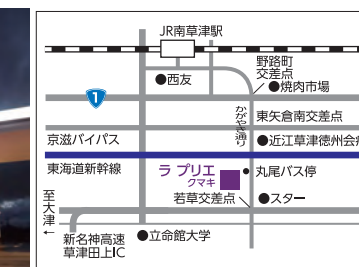 JR南草津駅
野路町
交差点
●西友
●焼肉市場
1
かがやき通り
東矢倉南交差点
京滋バイパス
●近江草津徳州会
東海道新幹線
ラ プリエ
クマキ
●丸尾バス停
至大津←
若草交差点
●スター
新名神高速
草津田上IC
●立命館大学